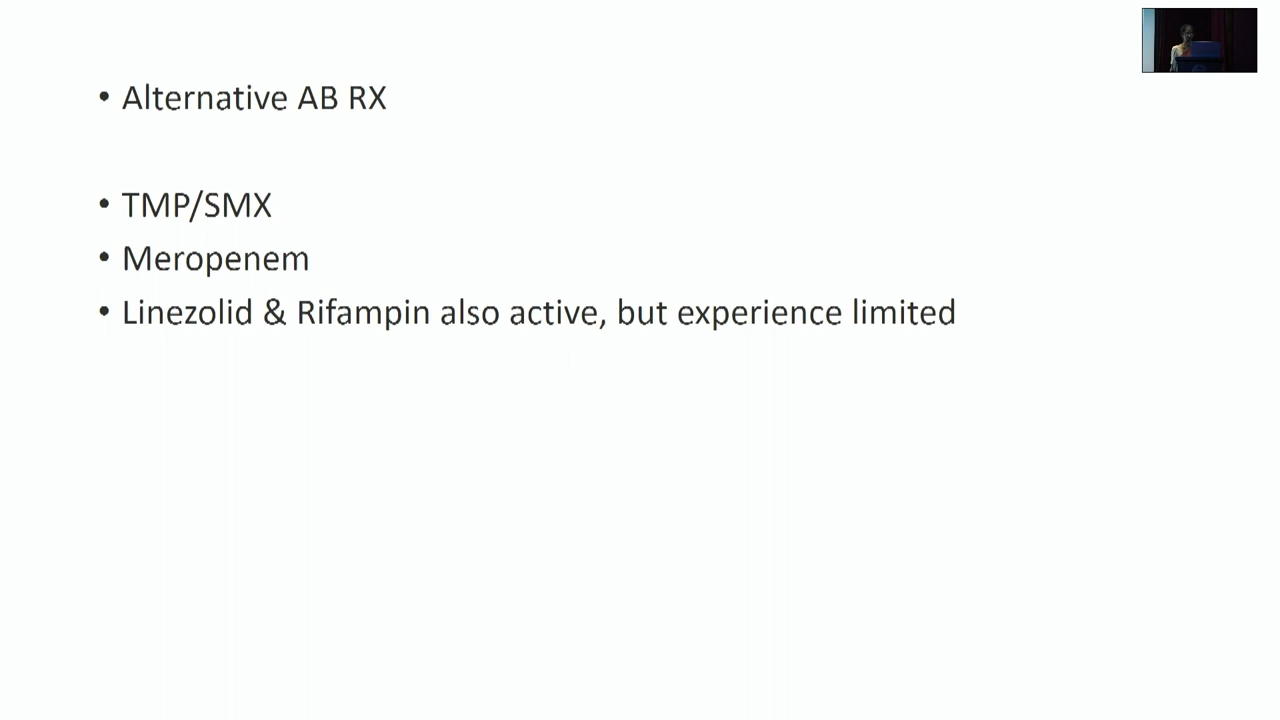 • Alternative AB RX
• TMP/SMX
• Meropenem
• Linezolid & Rifampin also active, but experience limited